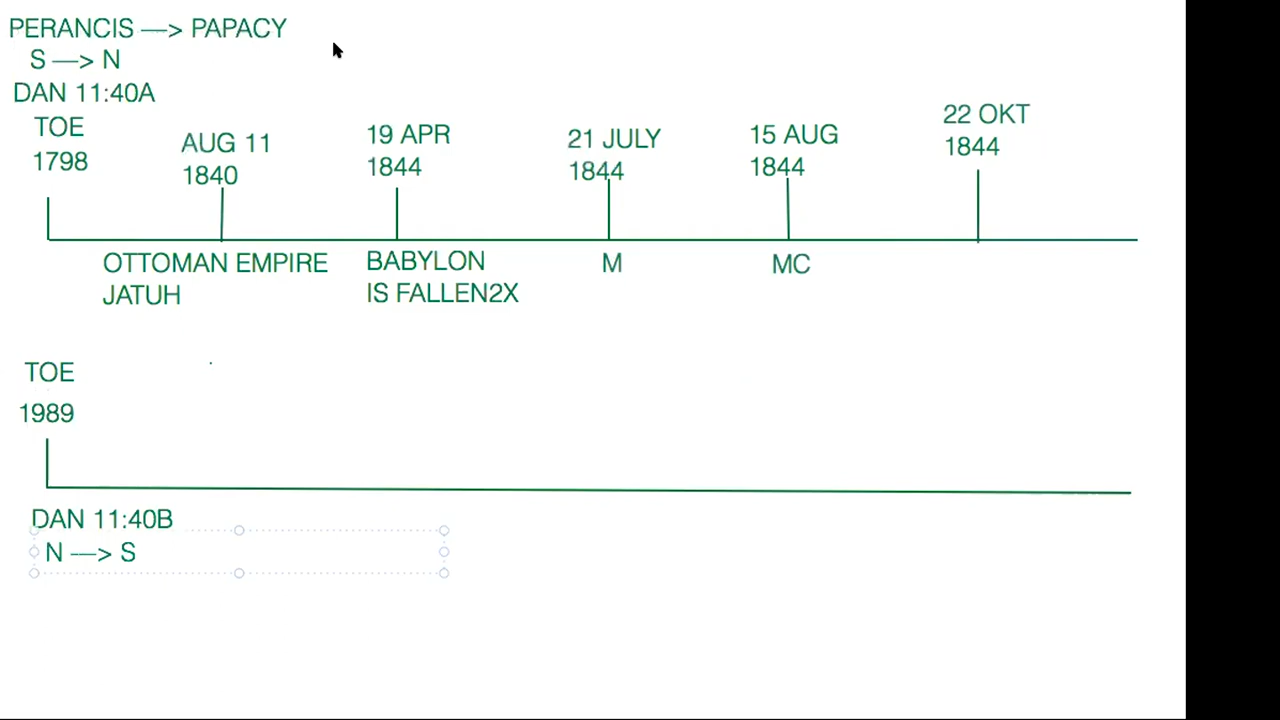 PERANCIS —> PAPACY
S —> N
DAN 11:40A
TOE
1798
AUG 11
1840
19 APR
1844
21 JULY
1844
15 AUG
1844
22 OKT
1844
OTTOMAN EMPIRE
JATUH
BABYLON
IS FALLEN2X
M
MC
TOE
1989
DAN 11:40B
N —> S